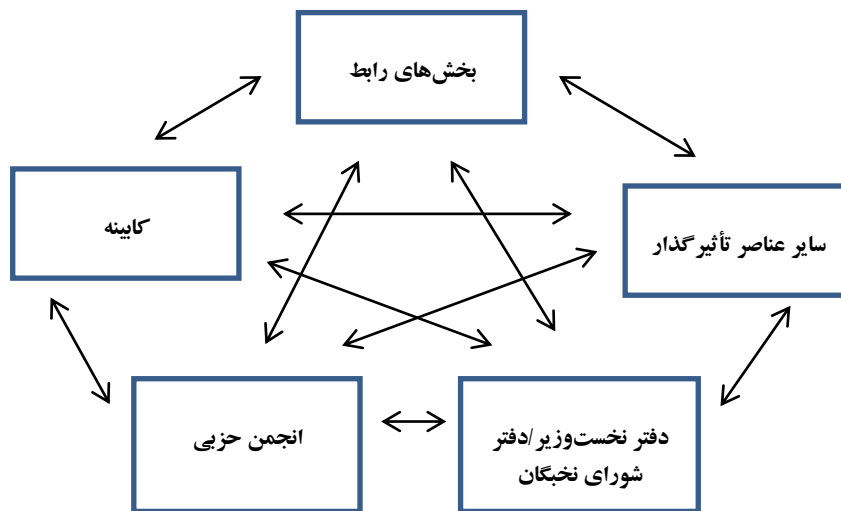 بخش‌های رابط
کابینه
سایر عناصر تأثیرگذار
انجمن حزبی
دفتر نخست‌وزیر/دفتر
شورای نخبگان